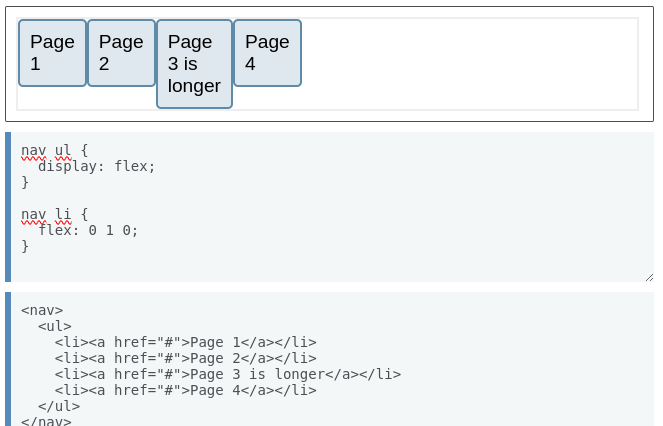 Page
1
Page
2
Page
3 is
longer
Page
4
nav ul {
  display: flex;
}
nav li {
  flex: 0 1 0;
}
<nav>
  <ul>
    <li><a href="#">Page 1</a></li>
    <li><a href="#">Page 2</a></li>
    <li><a href="#">Page 3 is longer</a></li>
    <li><a href="#">Page 4</a></li>
  </ul>
</nav>